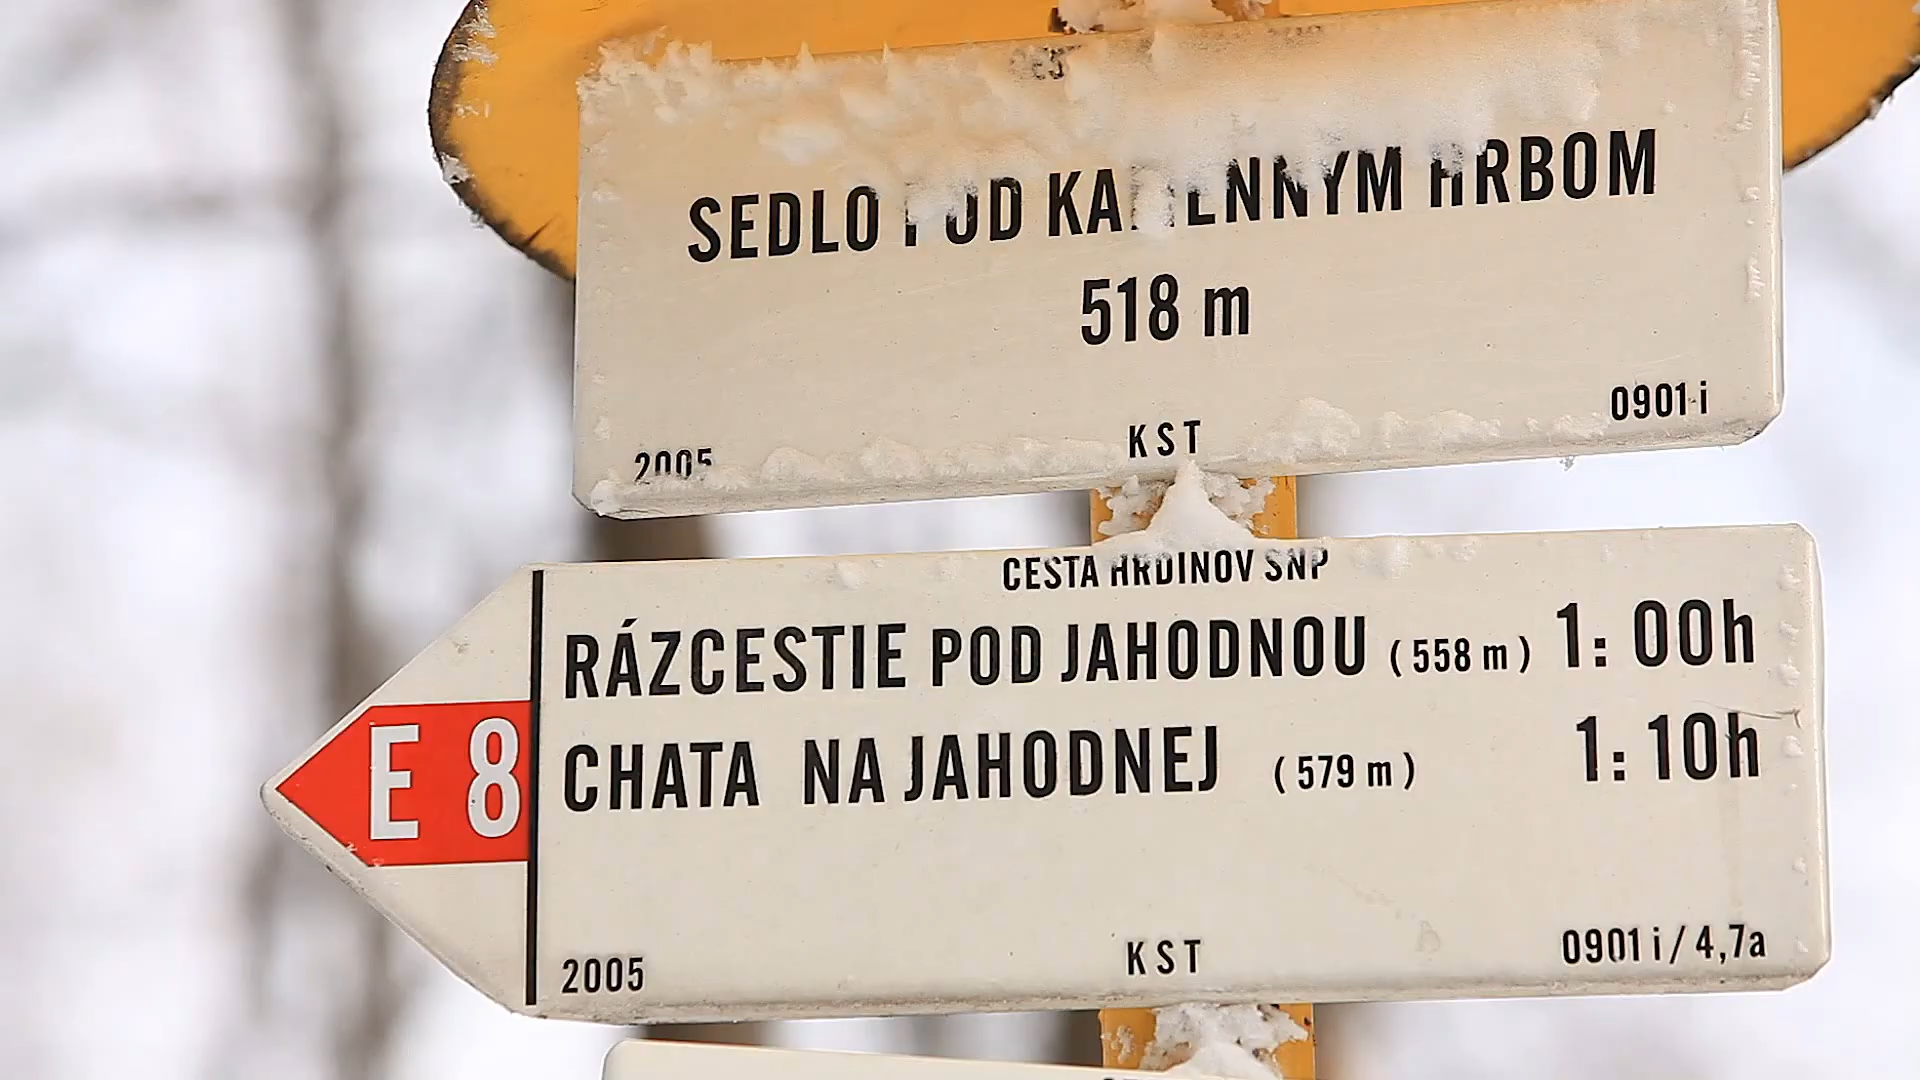 SEDLO POD KAMENNYM HRBOM
518 m
2005 KST 0901 i
CESTA HRDINOV SNP
RÁZCESTIE POD JAHODNOU (558 m) 1: 00h
E 8
CHATA NA JAHODNEJ (579 m) 1: 10h
2005 KST 0901 i / 4,7a